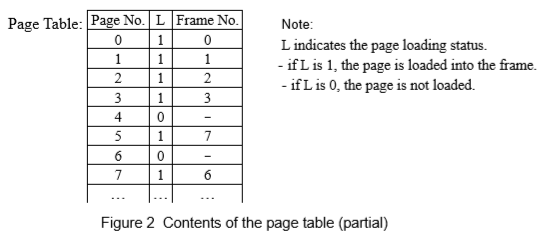 Page Table:
Page No. L Frame No.
0 1 0
1 1 1
2 1 2
3 1 3
4 0 –
5 1 7
6 0 –
7 1 6
... ... ...
Note:
L indicates the page loading status.
- if L is 1, the page is loaded into the frame.
- if L is 0, the page is not loaded.
Figure 2 Contents of the page table (partial)